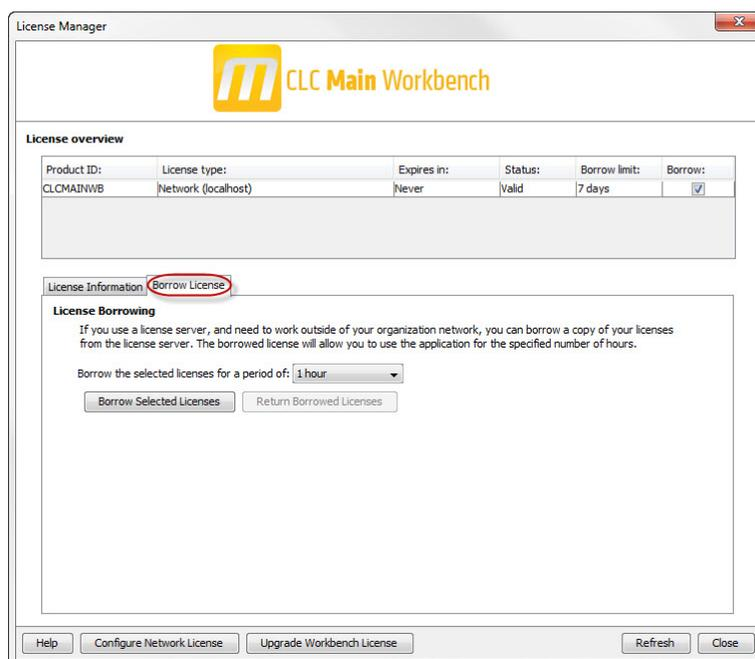 License Manager
CLC Main Workbench
License overview
Product ID: License type: Expires in: Status: Borrow limit: Borrow:
CLCMAINWB Network (localhost) Never Valid 7 days
License Information Borrow License
License Borrowing
If you use a license server, and need to work outside of your organization network, you can borrow a copy of your licenses
from the license server. The borrowed license will allow you to use the application for the specified number of hours.
Borrow the selected licenses for a period of: 1 hour
Borrow Selected Licenses Return Borrowed Licenses
Help Configure Network License Upgrade Workbench License Refresh Close